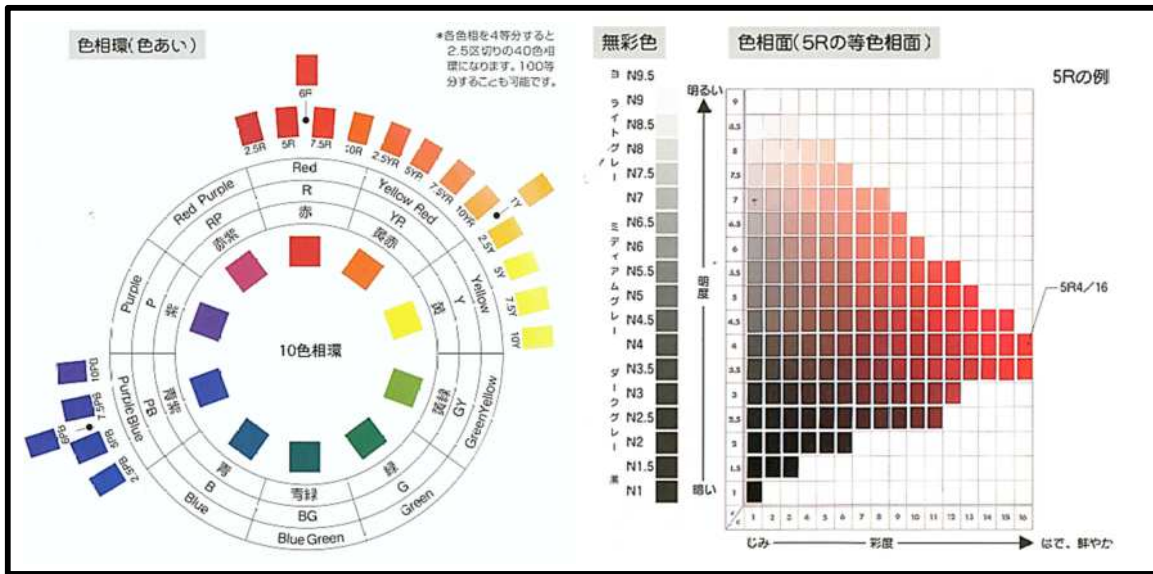 色相環(色あい)
*各色相を4等分すると
2.5区切りの40色相
環になります。100等
分することも可能です。
6R
2.5R
5R
7.5R
10R
2.5YR
5YR
7.5YR
10YR
1Y
2.5Y
5Y
7.5Y
10Y
Red
R
赤
Yellow Red
YR
黄赤
Yellow
Y
黄
GreenYellow
GY
黄緑
Green
G
緑
Blue Green
BG
青緑
Blue
B
青
Purple Blue
PB
青紫
Purple
P
紫
Red Purple
RP
赤紫
10色相環
10PB
7.5PB
6PB
5PB
2.5PB
無彩色
N9.5
N9
N8.5
N8
N7.5
N7
N6.5
N6
N5.5
N5
N4.5
N4
N3.5
N3
N2.5
N2
N1.5
N1
ライトグレー
ミディアムグレー
ダークグレー
黒
色相面(5Rの等色相面)
5Rの例
明るい
明度
暗い
9
8.5
8
7.5
7
6.5
6
5.5
5
4.5
4
3.5
3
2.5
2
1.5
1
5R4/16
1 2 3 4 5 6 7 8 9 10 11 12 13 14 15 16
じみ
彩度
はで、鮮やか